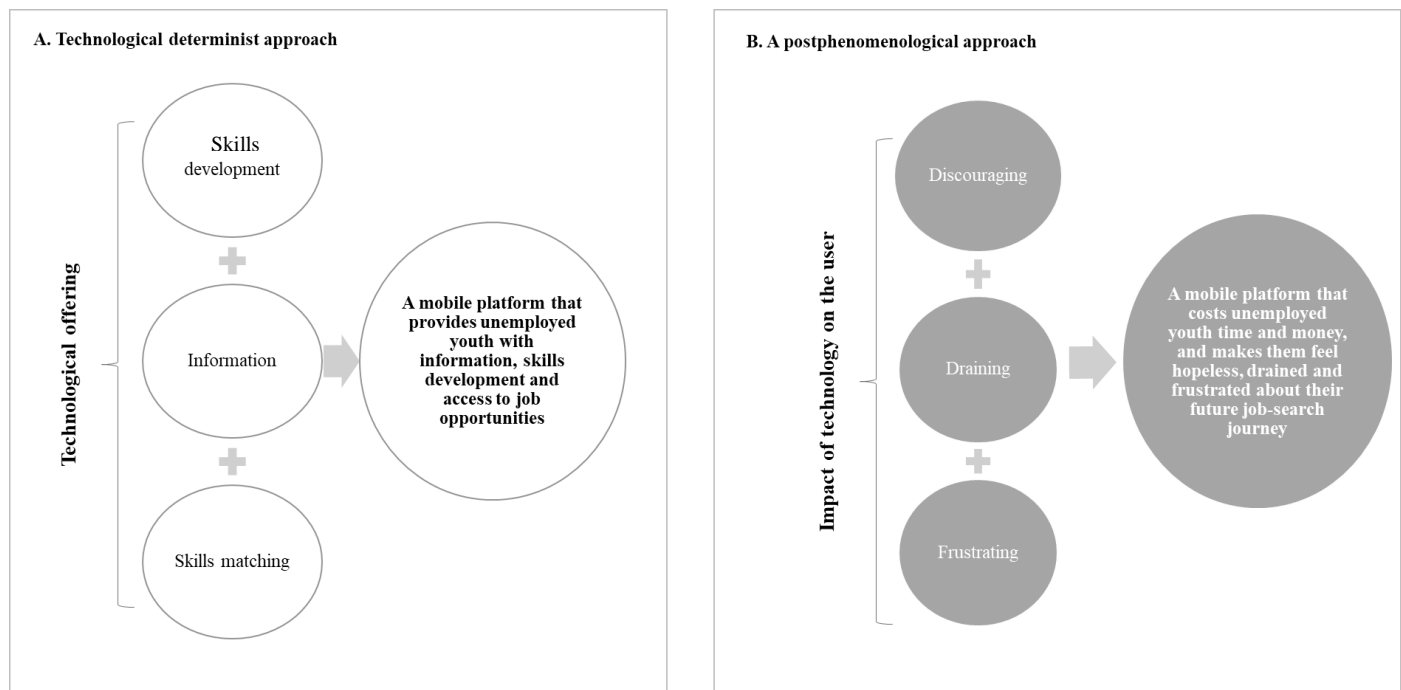 A. Technological determinist approach
Technological offering
Skills
development
Information
Skills matching
A mobile platform that
provides unemployed
youth with
information, skills
development and
access to job
opportunities
B. A postphenomenological approach
Impact of technology on the user
Discouraging
Draining
Frustrating
A mobile platform that
costs unemployed
youth time and money,
and makes them feel
hopeless, drained and
frustrated about their
future job-search
journey